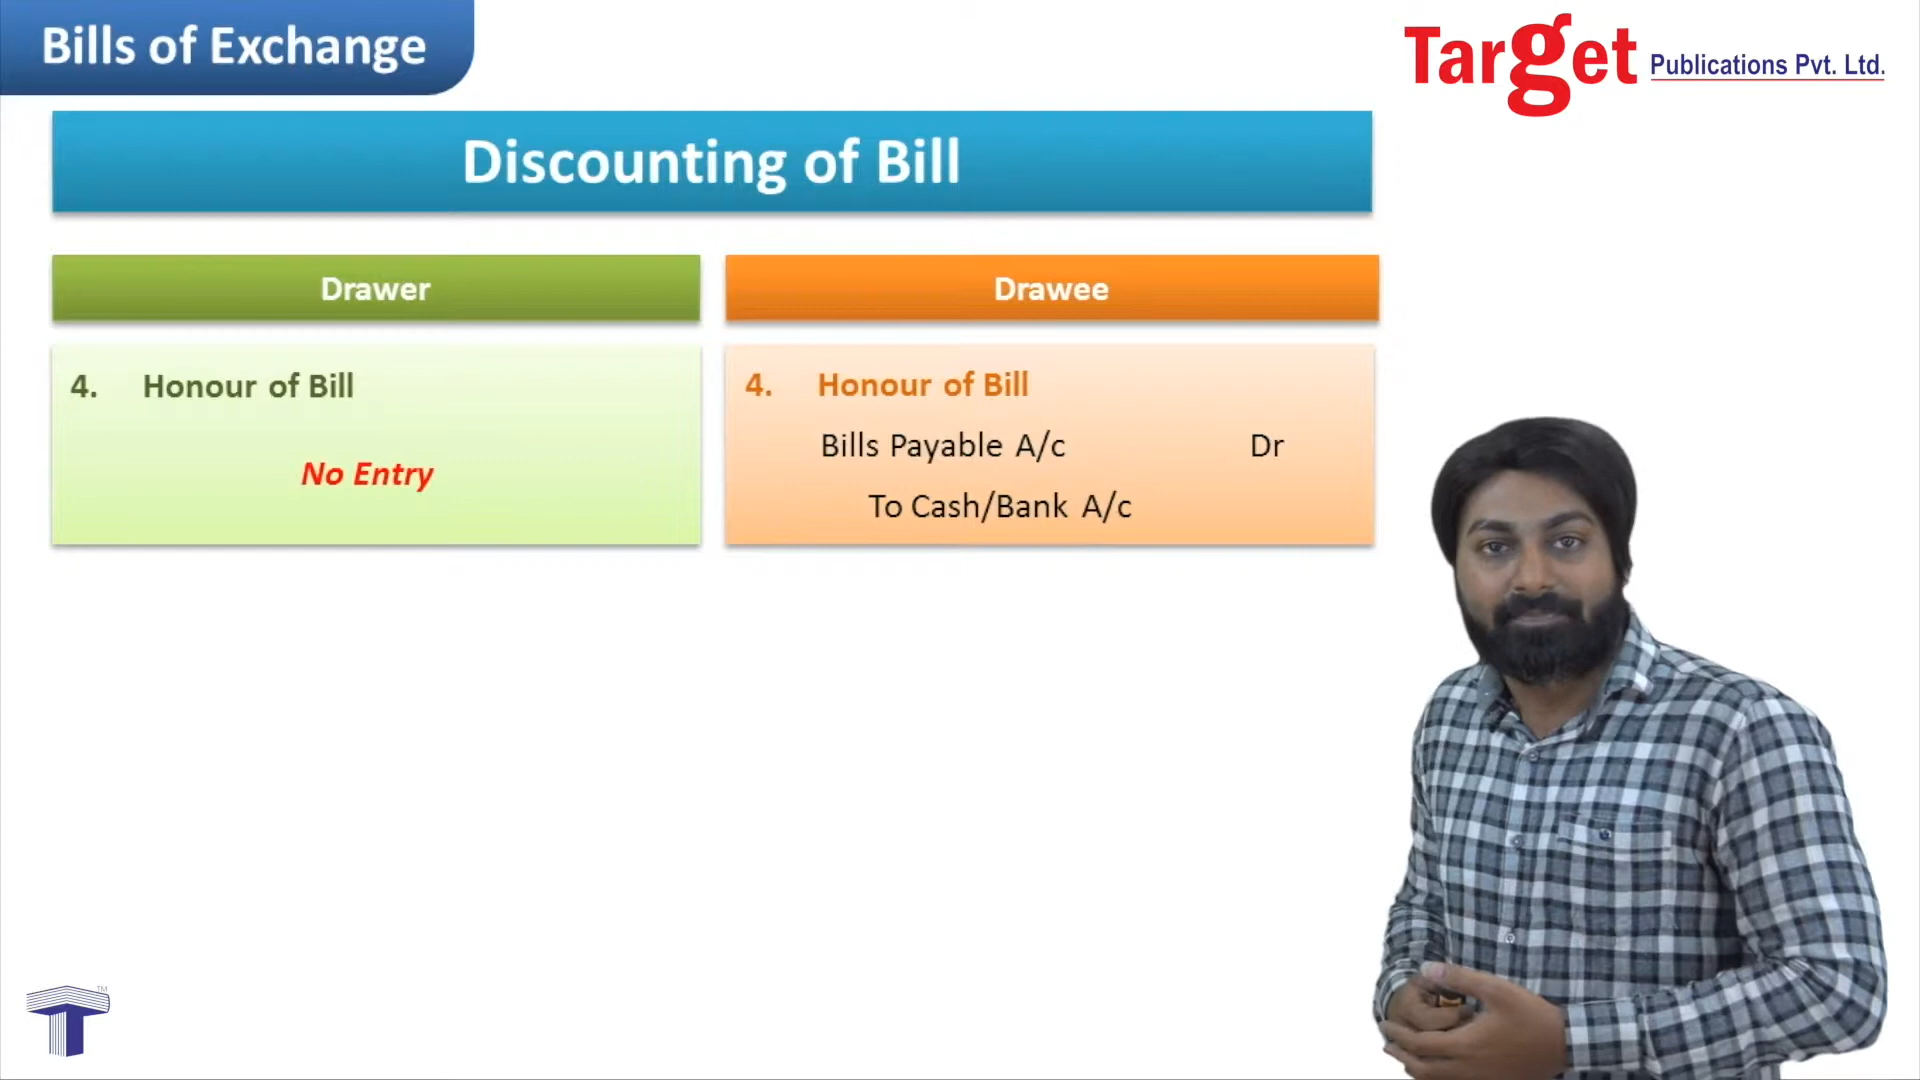 Bills of Exchange
Target Publications Pvt. Ltd.
Discounting of Bill
Drawer
Drawee
4. Honour of Bill
No Entry
4. Honour of Bill
Bills Payable A/c Dr
To Cash/Bank A/c
TM